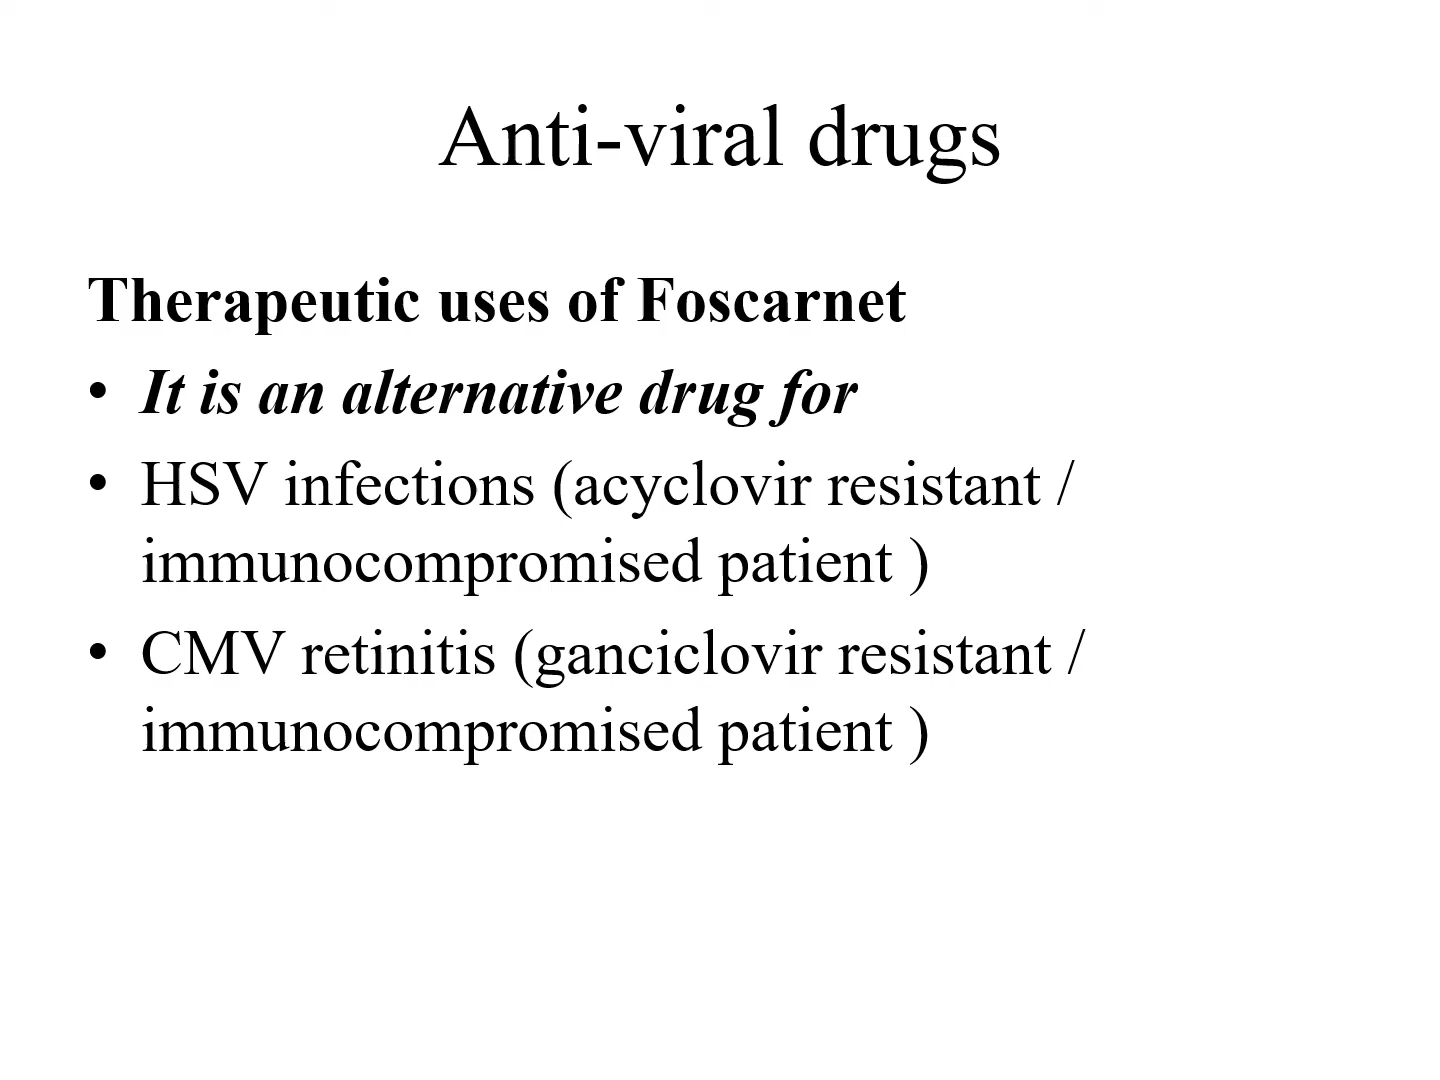 Anti-viral drugs
Therapeutic uses of Foscarnet
• It is an alternative drug for
• HSV infections (acyclovir resistant /
immunocompromised patient )
• CMV retinitis (ganciclovir resistant /
immunocompromised patient )